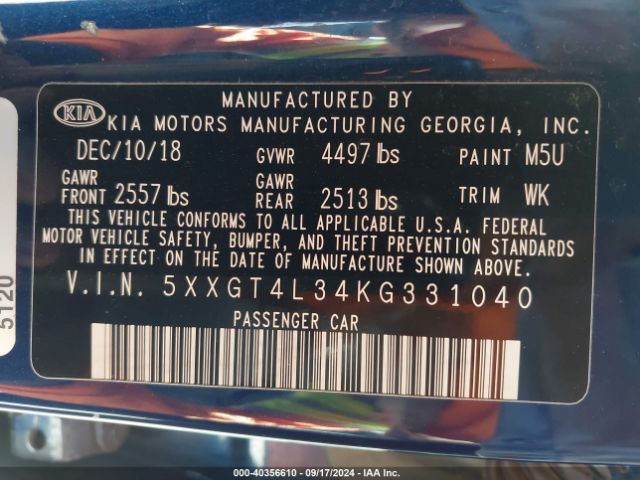 MANUFACTURED BY
KIA KIA MOTORS MANUFACTURING GEORGIA, INC.
DEC/10/18 GVWR 4497 lbs PAINT M5U
GAWR FRONT 2557 lbs GAWR REAR 2513 lbs TRIM WK
THIS VEHICLE CONFORMS TO ALL APPLICABLE U.S.A. FEDERAL
MOTOR VEHICLE SAFETY, BUMPER, AND THEFT PREVENTION STANDARDS
IN EFFECT ON THE DATE OF MANUFACTURE SHOWN ABOVE.
V.I.N. 5XXGT4L34KG331040
PASSENGER CAR
5120
000-40356610 - 09/17/2024 - IAA Inc.